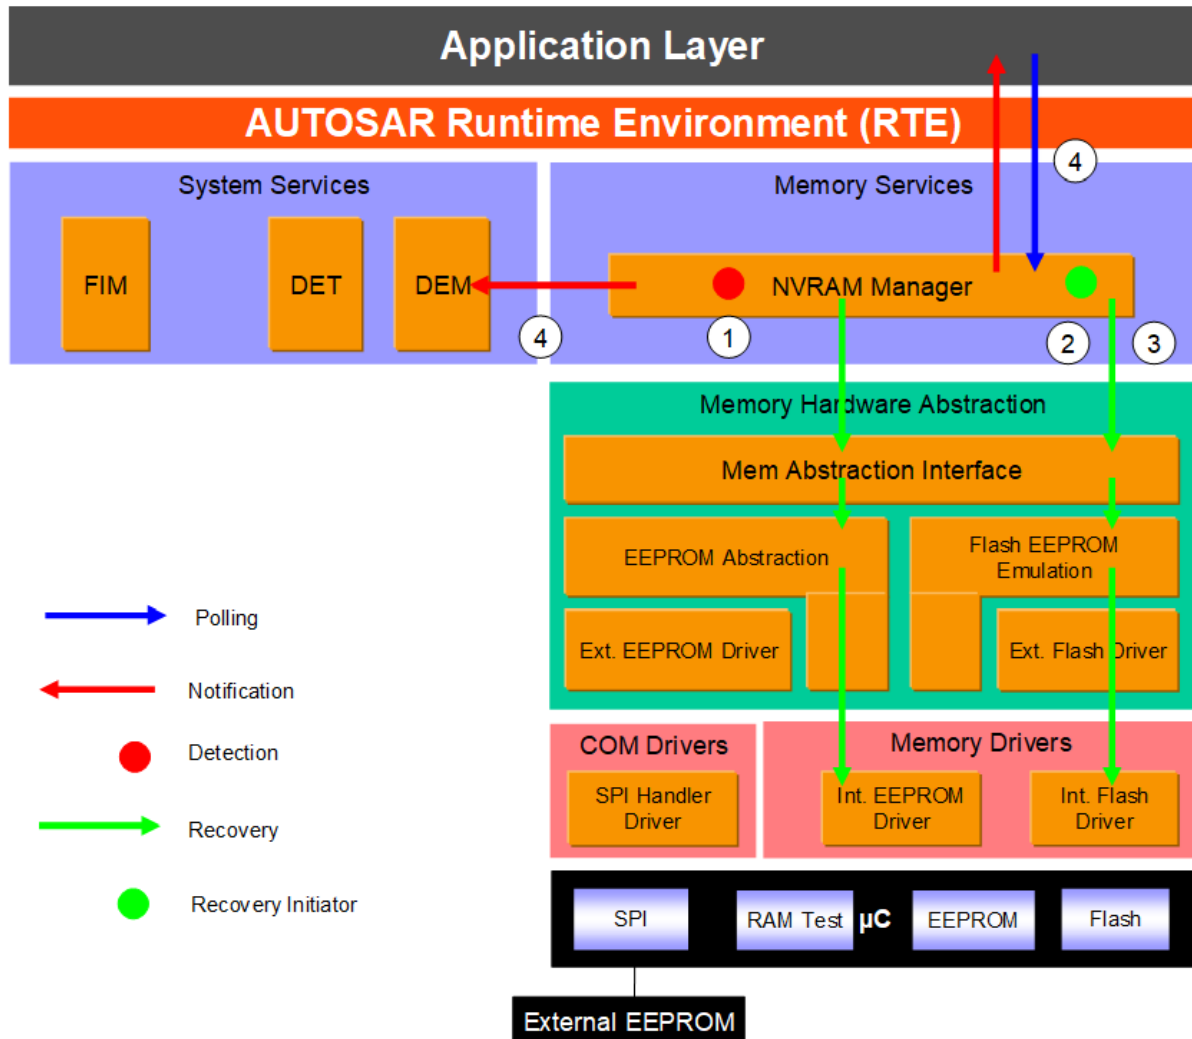 Application Layer
AUTOSAR Runtime Environment (RTE)
System Services
Memory Services
4
FIM
DET
DEM
NVRAM Manager
4
1
2
3
Memory Hardware Abstraction
Mem Abstraction Interface
EEPROM Abstraction
Flash EEPROM
Emulation
Ext. EEPROM Driver
Ext. Flash Driver
Polling
Notification
Detection
Recovery
Recovery Initiator
COM Drivers
Memory Drivers
SPI Handler
Driver
Int. EEPROM
Driver
Int. Flash
Driver
SPI
RAM Test
µC
EEPROM
Flash
External EEPROM